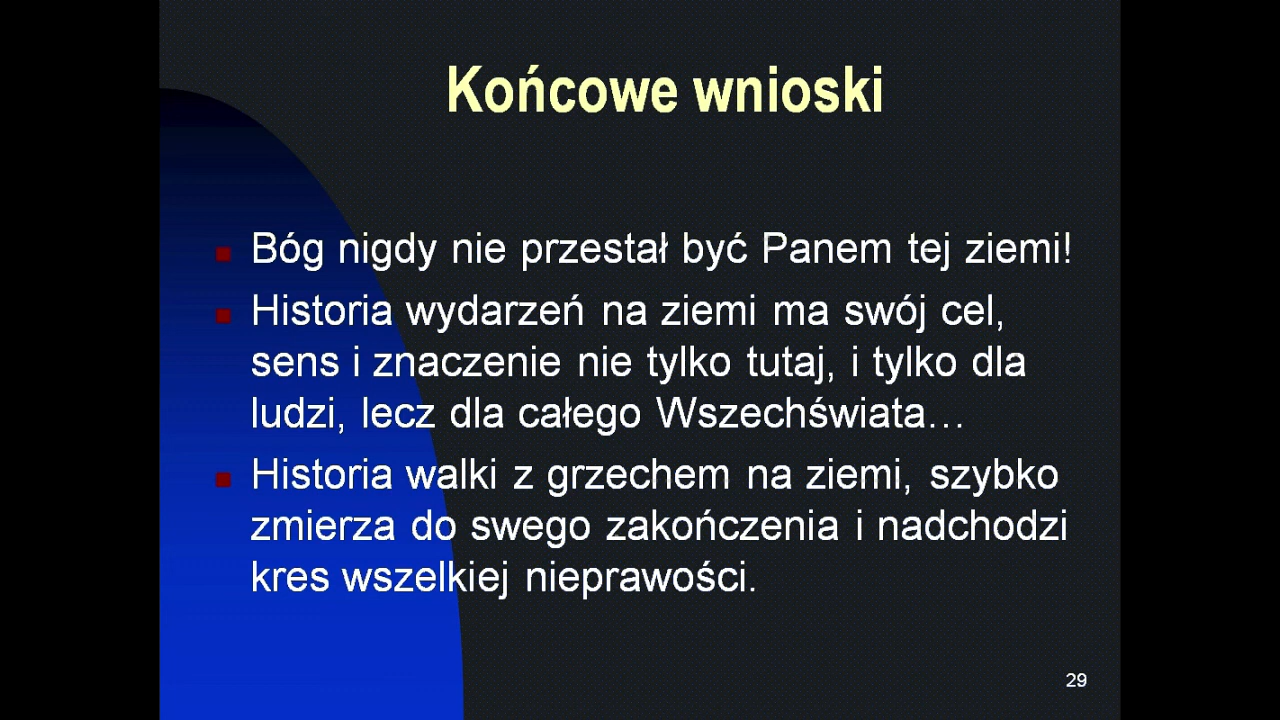 Końcowe wnioski
Bóg nigdy nie przestał być Panem tej ziemi!
Historia wydarzeń na ziemi ma swój cel,
sens i znaczenie nie tylko tutaj, i tylko dla
ludzi, lecz dla całego Wszechświata…
Historia walki z grzechem na ziemi, szybko
zmierza do swego zakończenia i nadchodzi
kres wszelkiej nieprawości.
29